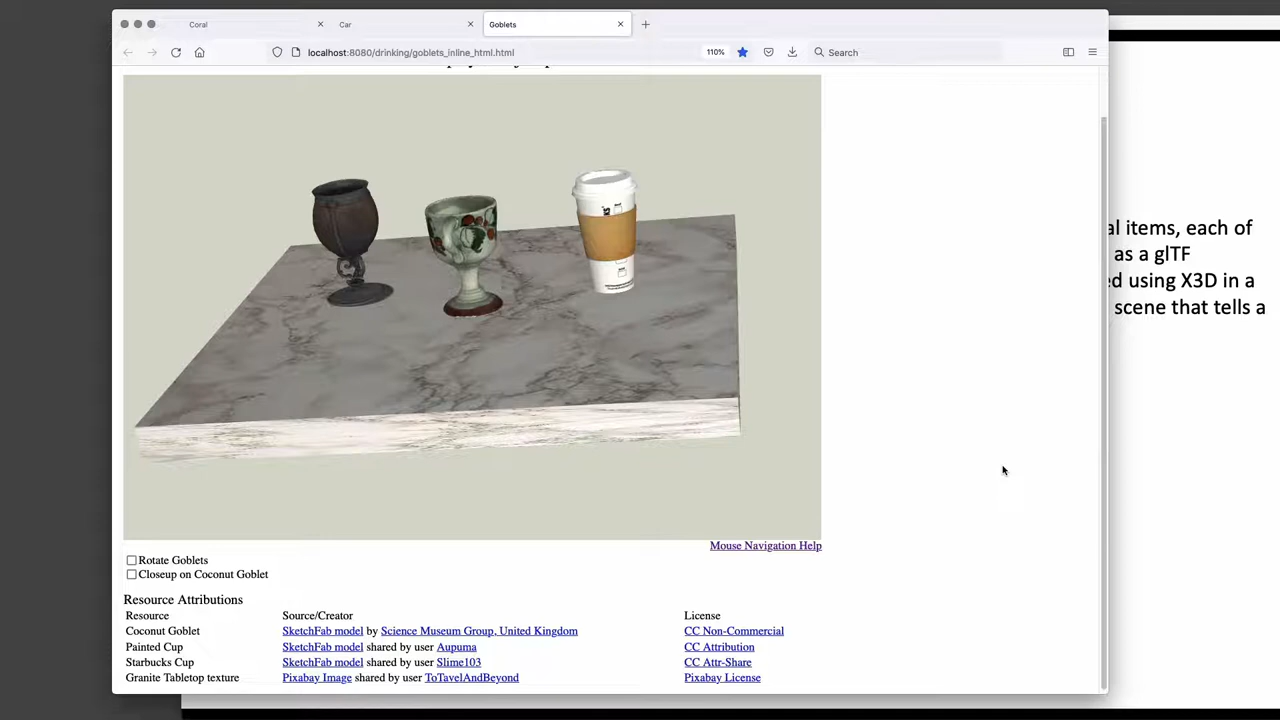 Coral
Car
Goblets
localhost:8080/drinking/goblets_inline_html.html
110%
Search
al items, each of
as a glTF
ed using X3D in a
scene that tells a
Mouse Navigation Help
Rotate Goblets
Closeup on Coconut Goblet
Resource Attributions
Resource Source/Creator License
Coconut Goblet SketchFab model by Science Museum Group, United Kingdom CC Non-Commercial
Painted Cup SketchFab model shared by user Aupuma CC Attribution
Starbucks Cup SketchFab model shared by user Slime103 CC Attr-Share
Granite Tabletop texture Pixabay Image shared by user ToTavelAndBeyond Pixabay License